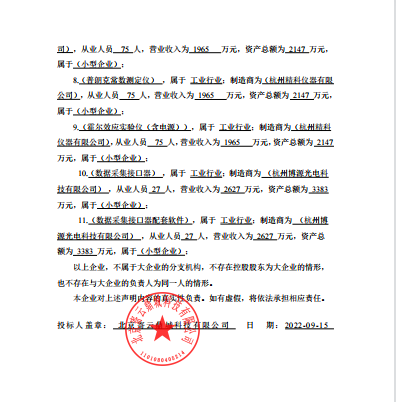 司），从业人员 75 人，营业收入为 1965 万元，资产总额为 2147 万元，
属于（小型企业）；
8.（普朗克常数测定仪），属于 工业行业；制造商为（杭州精科仪器有限
公司），从业人员 75 人，营业收入为 1965 万元，资产总额为 2147 万元，
属于（小型企业）；
9.（霍尔效应实验仪（含电源）），属于 工业行业；制造商为（杭州精科
仪器有限公司），从业人员 75 人，营业收入为 1965 万元，资产总额为 2147
万元，属于（小型企业）；
10.（数据采集接口器），属于 工业行业；制造商为（杭州博源光电科
技有限公司），从业人员 27 人，营业收入为 2627 万元，资产总额为 3383
万元，属于（小型企业）；
11.（数据采集接口器配套软件），属于 工业行业；制造商为（杭州博
源光电科技有限公司），从业人员 27 人，营业收入为 2627 万元，资产总
额为 3383 万元，属于（小型企业）；
以上企业，不属于大企业的分支机构，不存在控股股东为大企业的情形，
也不存在与大企业的负责人为同一人的情形。
本企业对上述声明内容的真实性负责。如有虚假，将依法承担相应责任。
投标人盖章： 北京 云 科技有限公司 日 期：2022-09-15